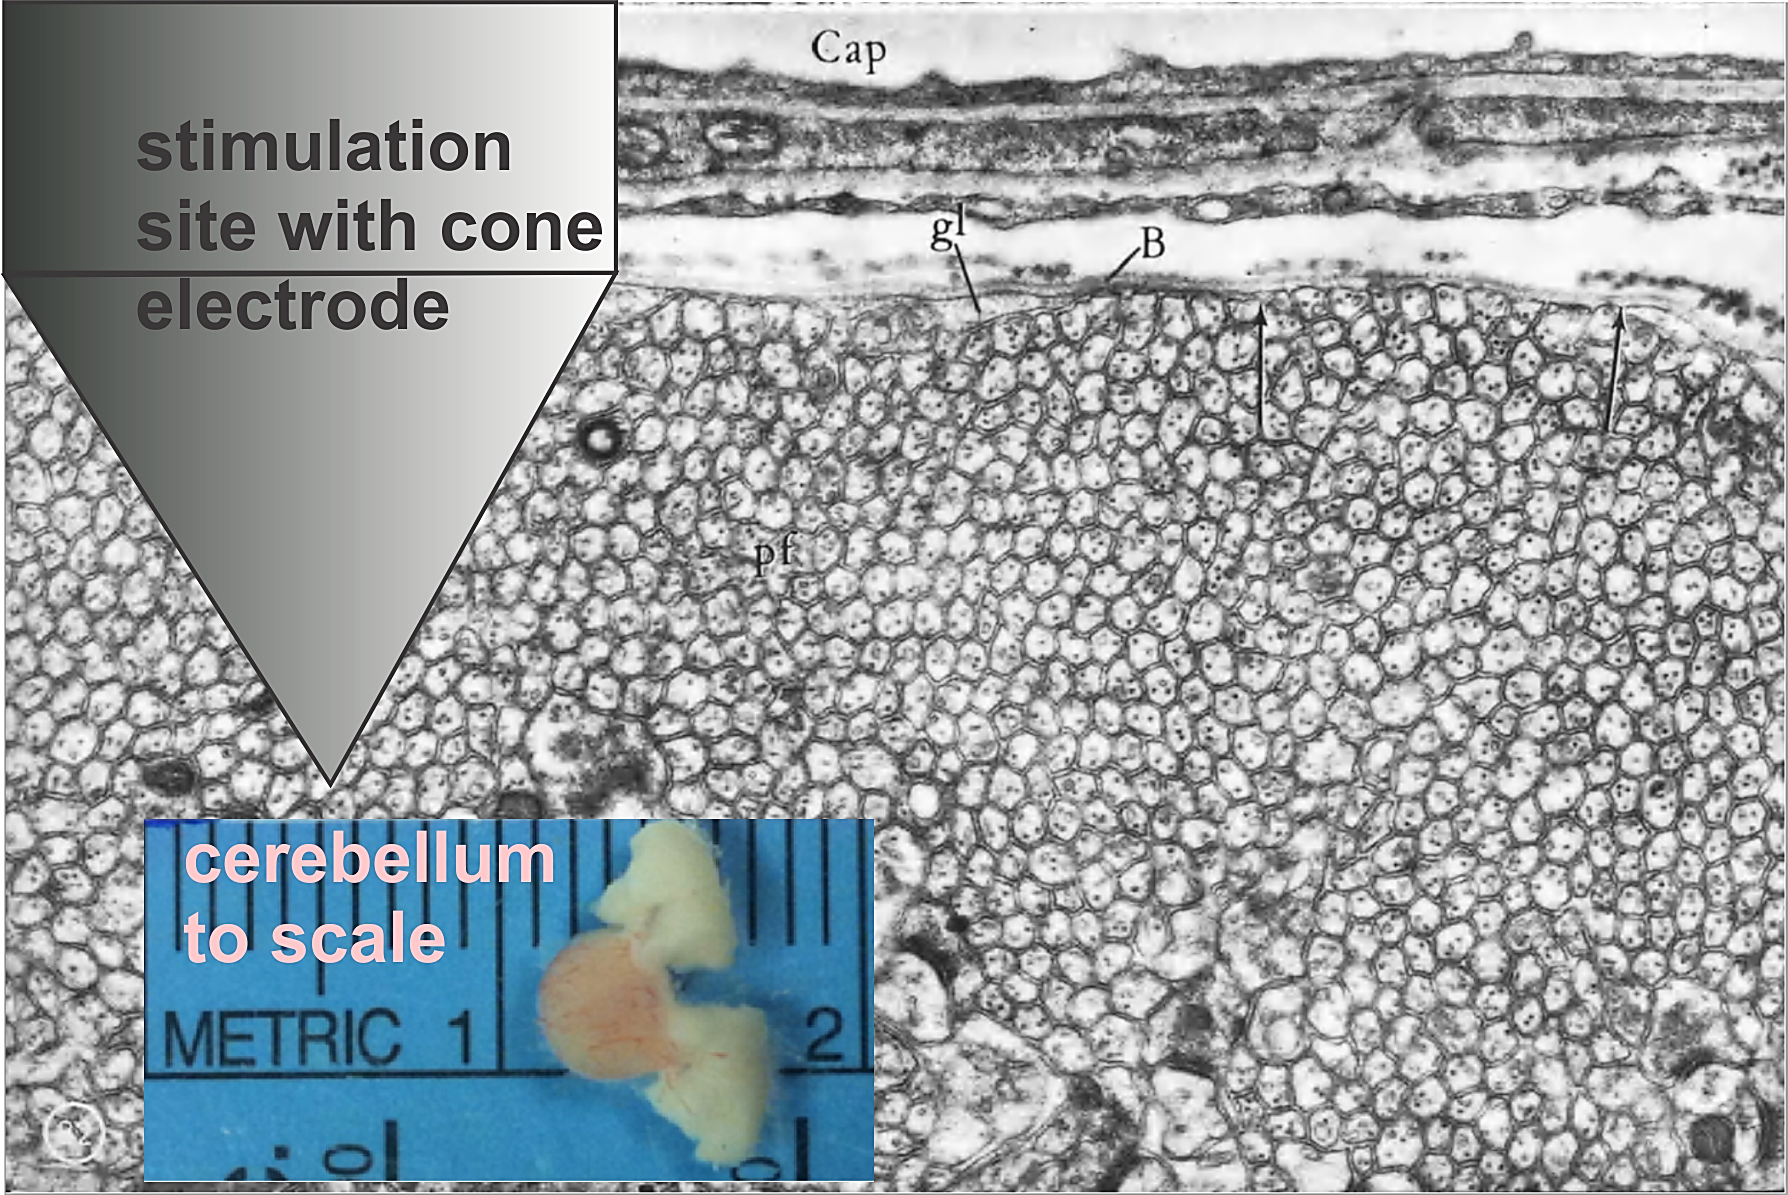 Cap
stimulation
site with cone
electrode
gl
B
pf
cerebellum
to scale
METRIC 1
2